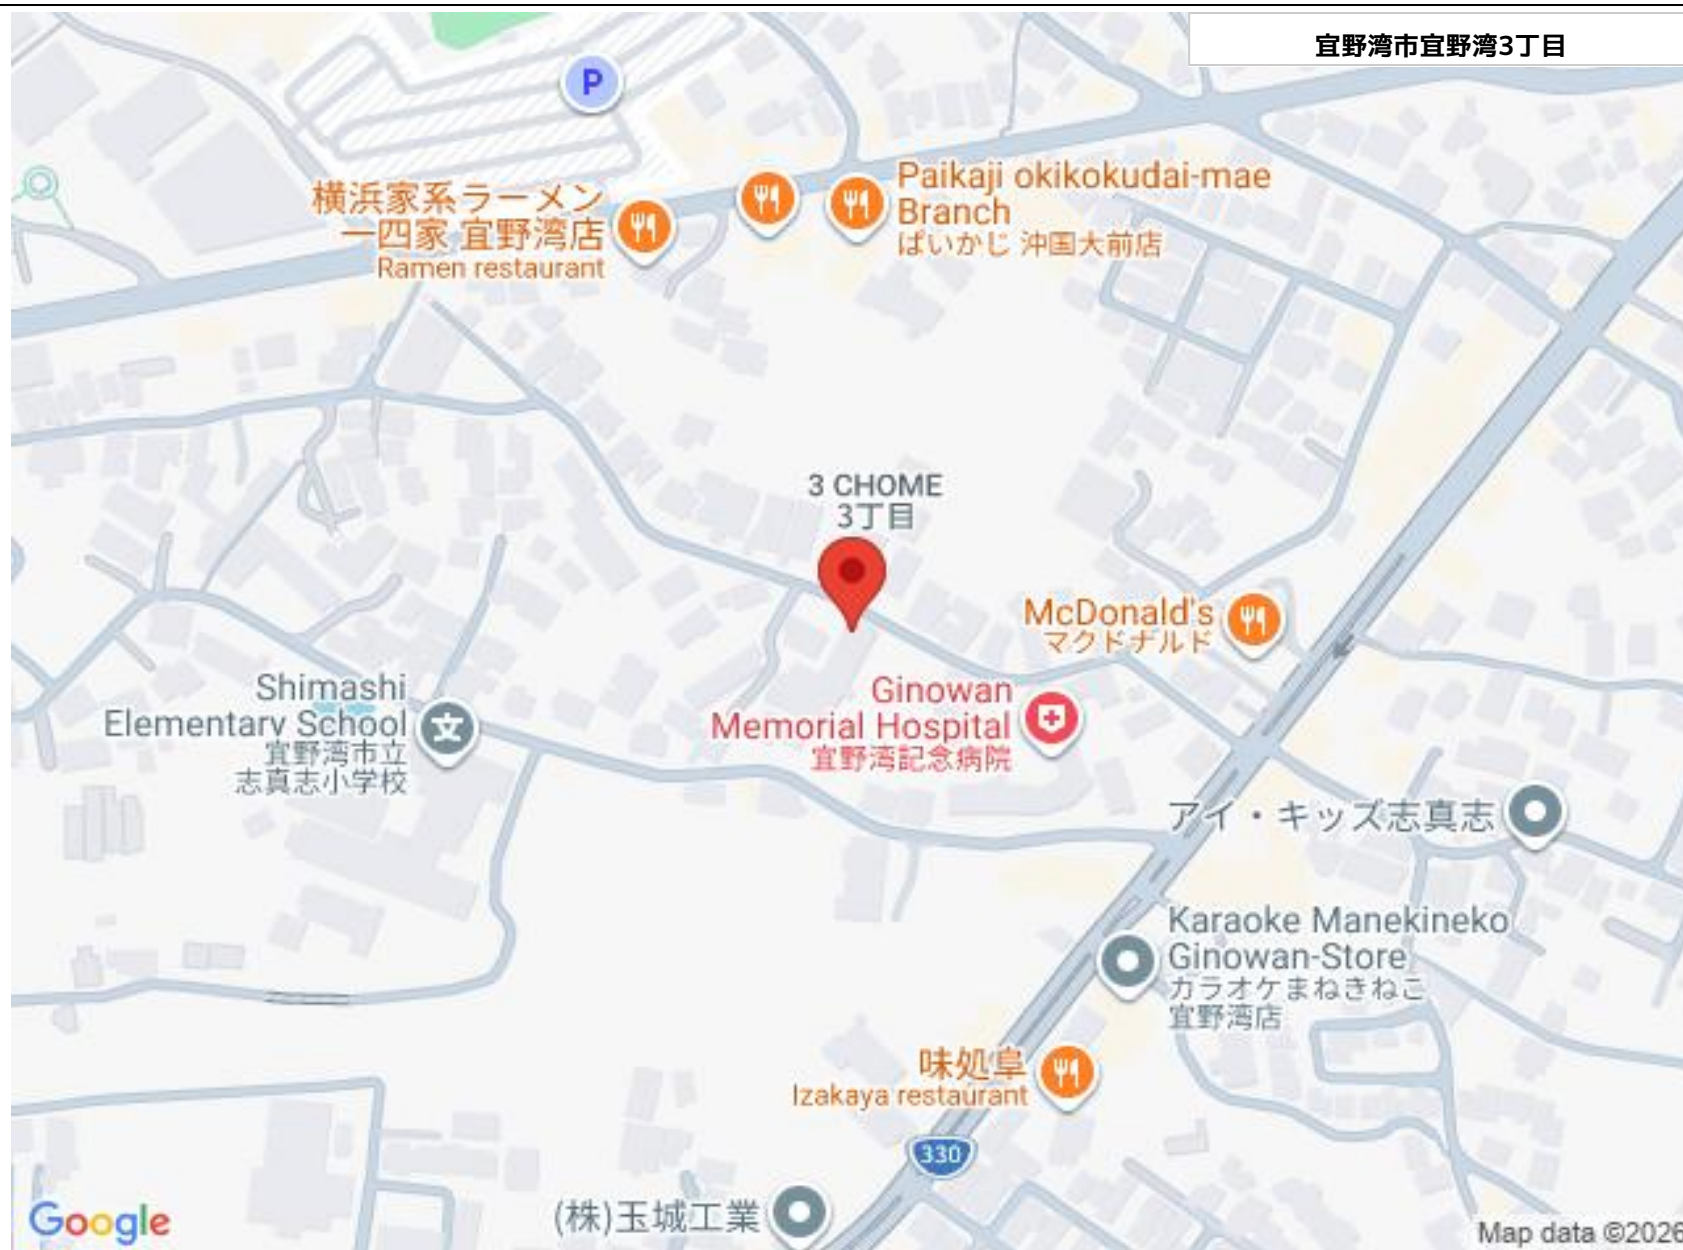 宜野湾市宜野湾3丁目
P
横浜家系ラーメン
一四家 宜野湾店
Ramen restaurant
Paikaji okikokudai-mae
Branch
ぱいかじ 沖国大前店
3 CHOME
3丁目
McDonald's
マクドナルド
Shimashi
Elementary School
宜野湾市立
志真志小学校
文
Ginowan
Memorial Hospital
宜野湾記念病院
アイ・キッズ志真志
Karaoke Manekineko
Ginowan-Store
カラオケまねきねこ
宜野湾店
味処阜
Izakaya restaurant
330
(株)玉城工業
Google
Map data ©2026